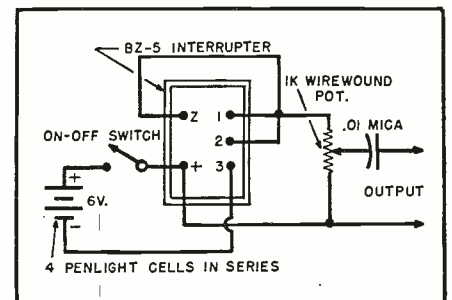 BZ-5 INTERRUPTER
1K WIREWOUND
POT.
.01 MICA
ON-OFF SWITCH
Z 1
2
+ 3
+
6V.
-
OUTPUT
4 PENLIGHT CELLS IN SERIES